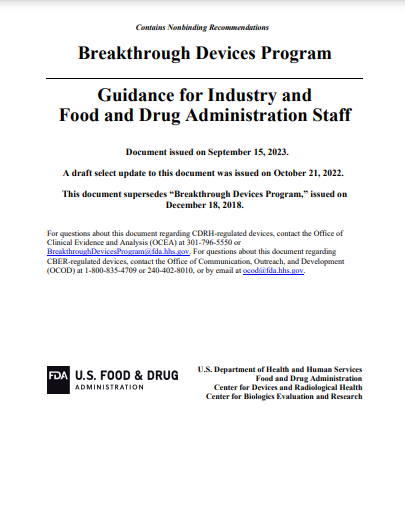 Contains Nonbinding Recommendations
Breakthrough Devices Program
Guidance for Industry and
Food and Drug Administration Staff
Document issued on September 15, 2023.
A draft select update to this document was issued on October 21, 2022.
This document supersedes “Breakthrough Devices Program,” issued on
December 18, 2018.
For questions about this document regarding CDRH-regulated devices, contact the Office of
Clinical Evidence and Analysis (OCEA) at 301-796-5550 or
BreakthroughDevicesProgram@fda.hhs.gov. For questions about this document regarding
CBER-regulated devices, contact the Office of Communication, Outreach, and Development
(OCOD) at 1-800-835-4709 or 240-402-8010, or by email at ocod@fda.hhs.gov.
FDA U.S. FOOD & DRUG
ADMINISTRATION
U.S. Department of Health and Human Services
Food and Drug Administration
Center for Devices and Radiological Health
Center for Biologics Evaluation and Research